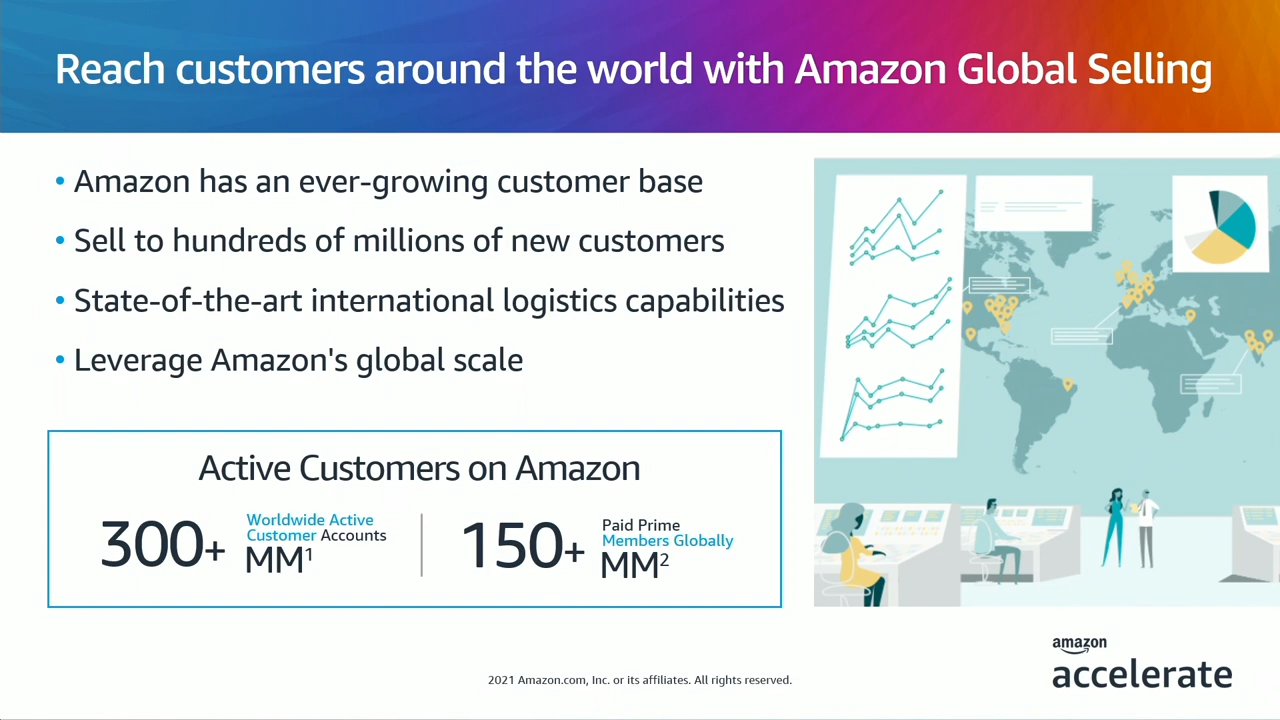 Reach customers around the world with Amazon Global Selling
• Amazon has an ever-growing customer base
• Sell to hundreds of millions of new customers
• State-of-the-art international logistics capabilities
• Leverage Amazon's global scale
Active Customers on Amazon
300+
Worldwide Active
Customer Accounts
MM¹
150+
Paid Prime
Members Globally
MM²
amazon
accelerate
2021 Amazon.com, Inc. or its affiliates. All rights reserved.